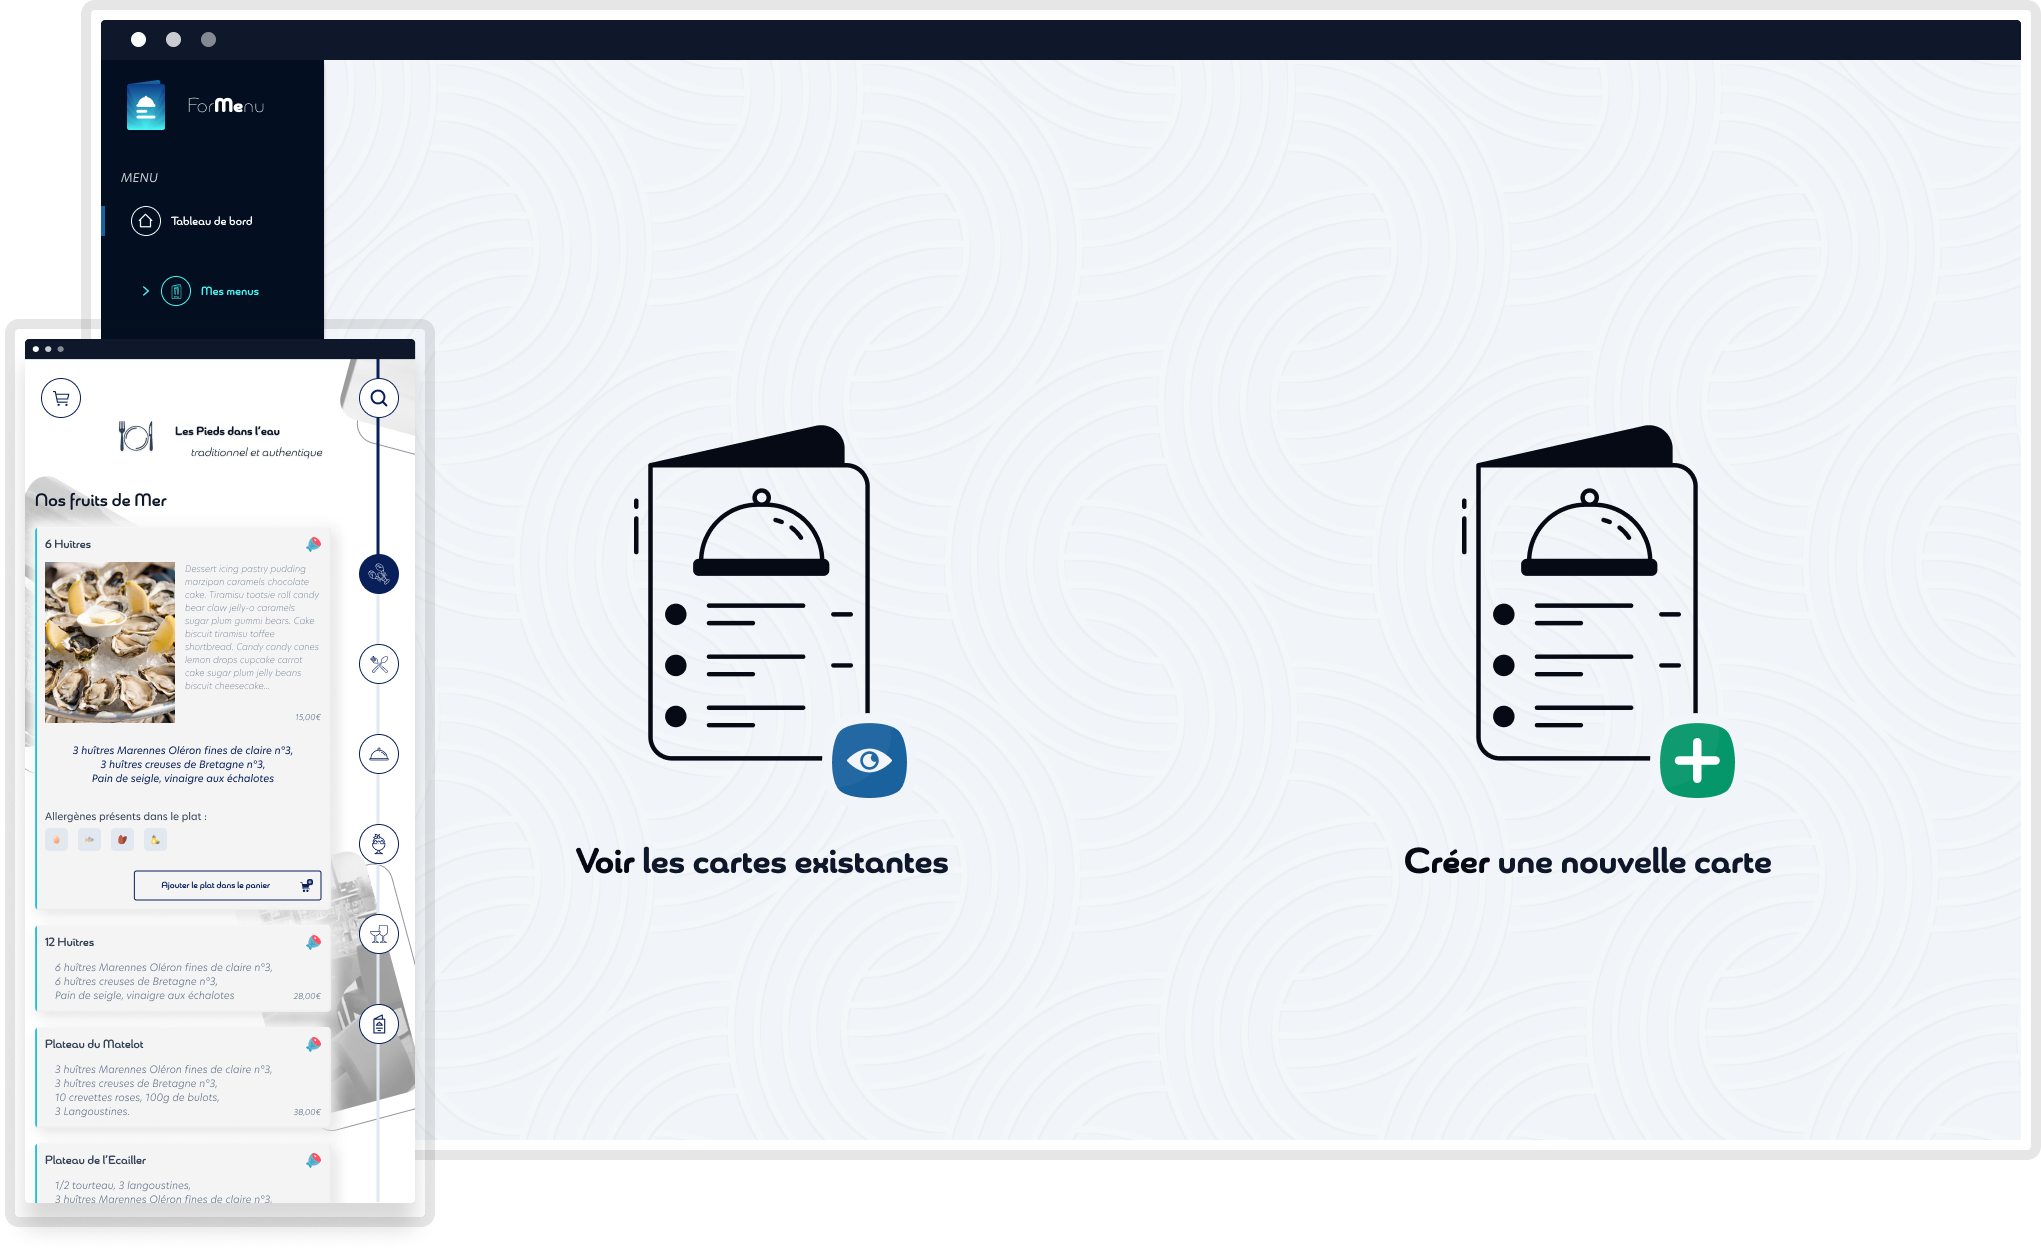 ForMenu
MENU
Tableau de bord
Mes menus
Voir les cartes existantes
Créer une nouvelle carte
Les Pieds dans l'eau
traditionnel et authentique
Nos fruits de Mer
6 Huîtres
Dessert icing pastry pudding
marzipan caramels chocolate
cake. Tiramisu tootsie roll candy
bear claw jelly-o caramels
sugar plum gummi bears. Cake
biscuit tiramisu toffee
shortbread. Candy candy canes
lemon drops cupcake carrot
cake sugar plum jelly beans
biscuit cheesecake...
15,00€
3 huîtres Marennes Oléron fines de claire n°3,
3 huîtres creuses de Bretagne n°3,
Pain de seigle, vinaigre aux échalotes
Allergènes présents dans le plat :
Ajouter le plat dans le panier
12 Huîtres
6 huîtres Marennes Oléron fines de claire n°3,
6 huîtres creuses de Bretagne n°3,
Pain de seigle, vinaigre aux échalotes
28,00€
Plateau du Matelot
3 huîtres Marennes Oléron fines de claire n°3,
3 huîtres creuses de Bretagne n°3,
10 crevettes roses, 100g de bulots,
3 Langoustines.
38,00€
Plateau de l'Ecailler
1/2 tourteau, 3 langoustines,
3 huîtres Marennes Oléron fines de claire n°3,